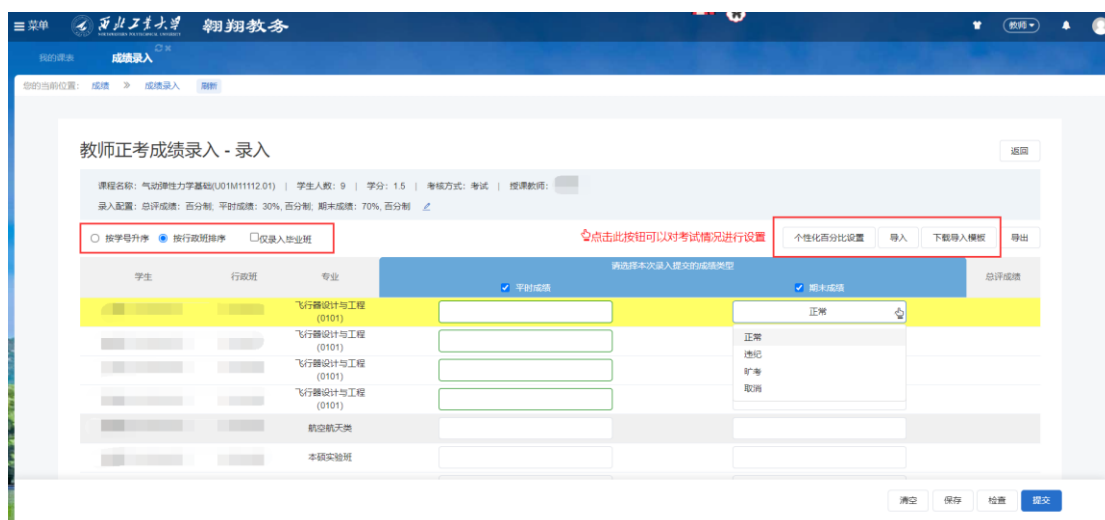 菜单 西北工业大学 翱翔教务 教师
我的课表 成绩录入
您的当前位置: 成绩 » 成绩录入 刷新
教师正考成绩录入 - 录入 返回
课程名称: 气动弹性力学基础(U01M11112.01) | 学生人数: 9 | 学分: 1.5 | 考核方式: 考试 | 授课教师:
录入配置: 总评成绩: 百分制; 平时成绩: 30%, 百分制; 期末成绩: 70%, 百分制
按学号升序 按行政班排序 仅录入毕业班 点击此按钮可以对考试情况进行设置 个性化百分比设置 导入 下载导入模板 导出
请选择本次录入提交的成绩类型
学生 行政班 专业 平时成绩 期末成绩 总评成绩
飞行器设计与工程
(0101)
正常
飞行器设计与工程
(0101)
正常
违纪
飞行器设计与工程
(0101)
旷考
取消
飞行器设计与工程
(0101)
航空航天类
本硕实验班
清空 保存 检查 提交